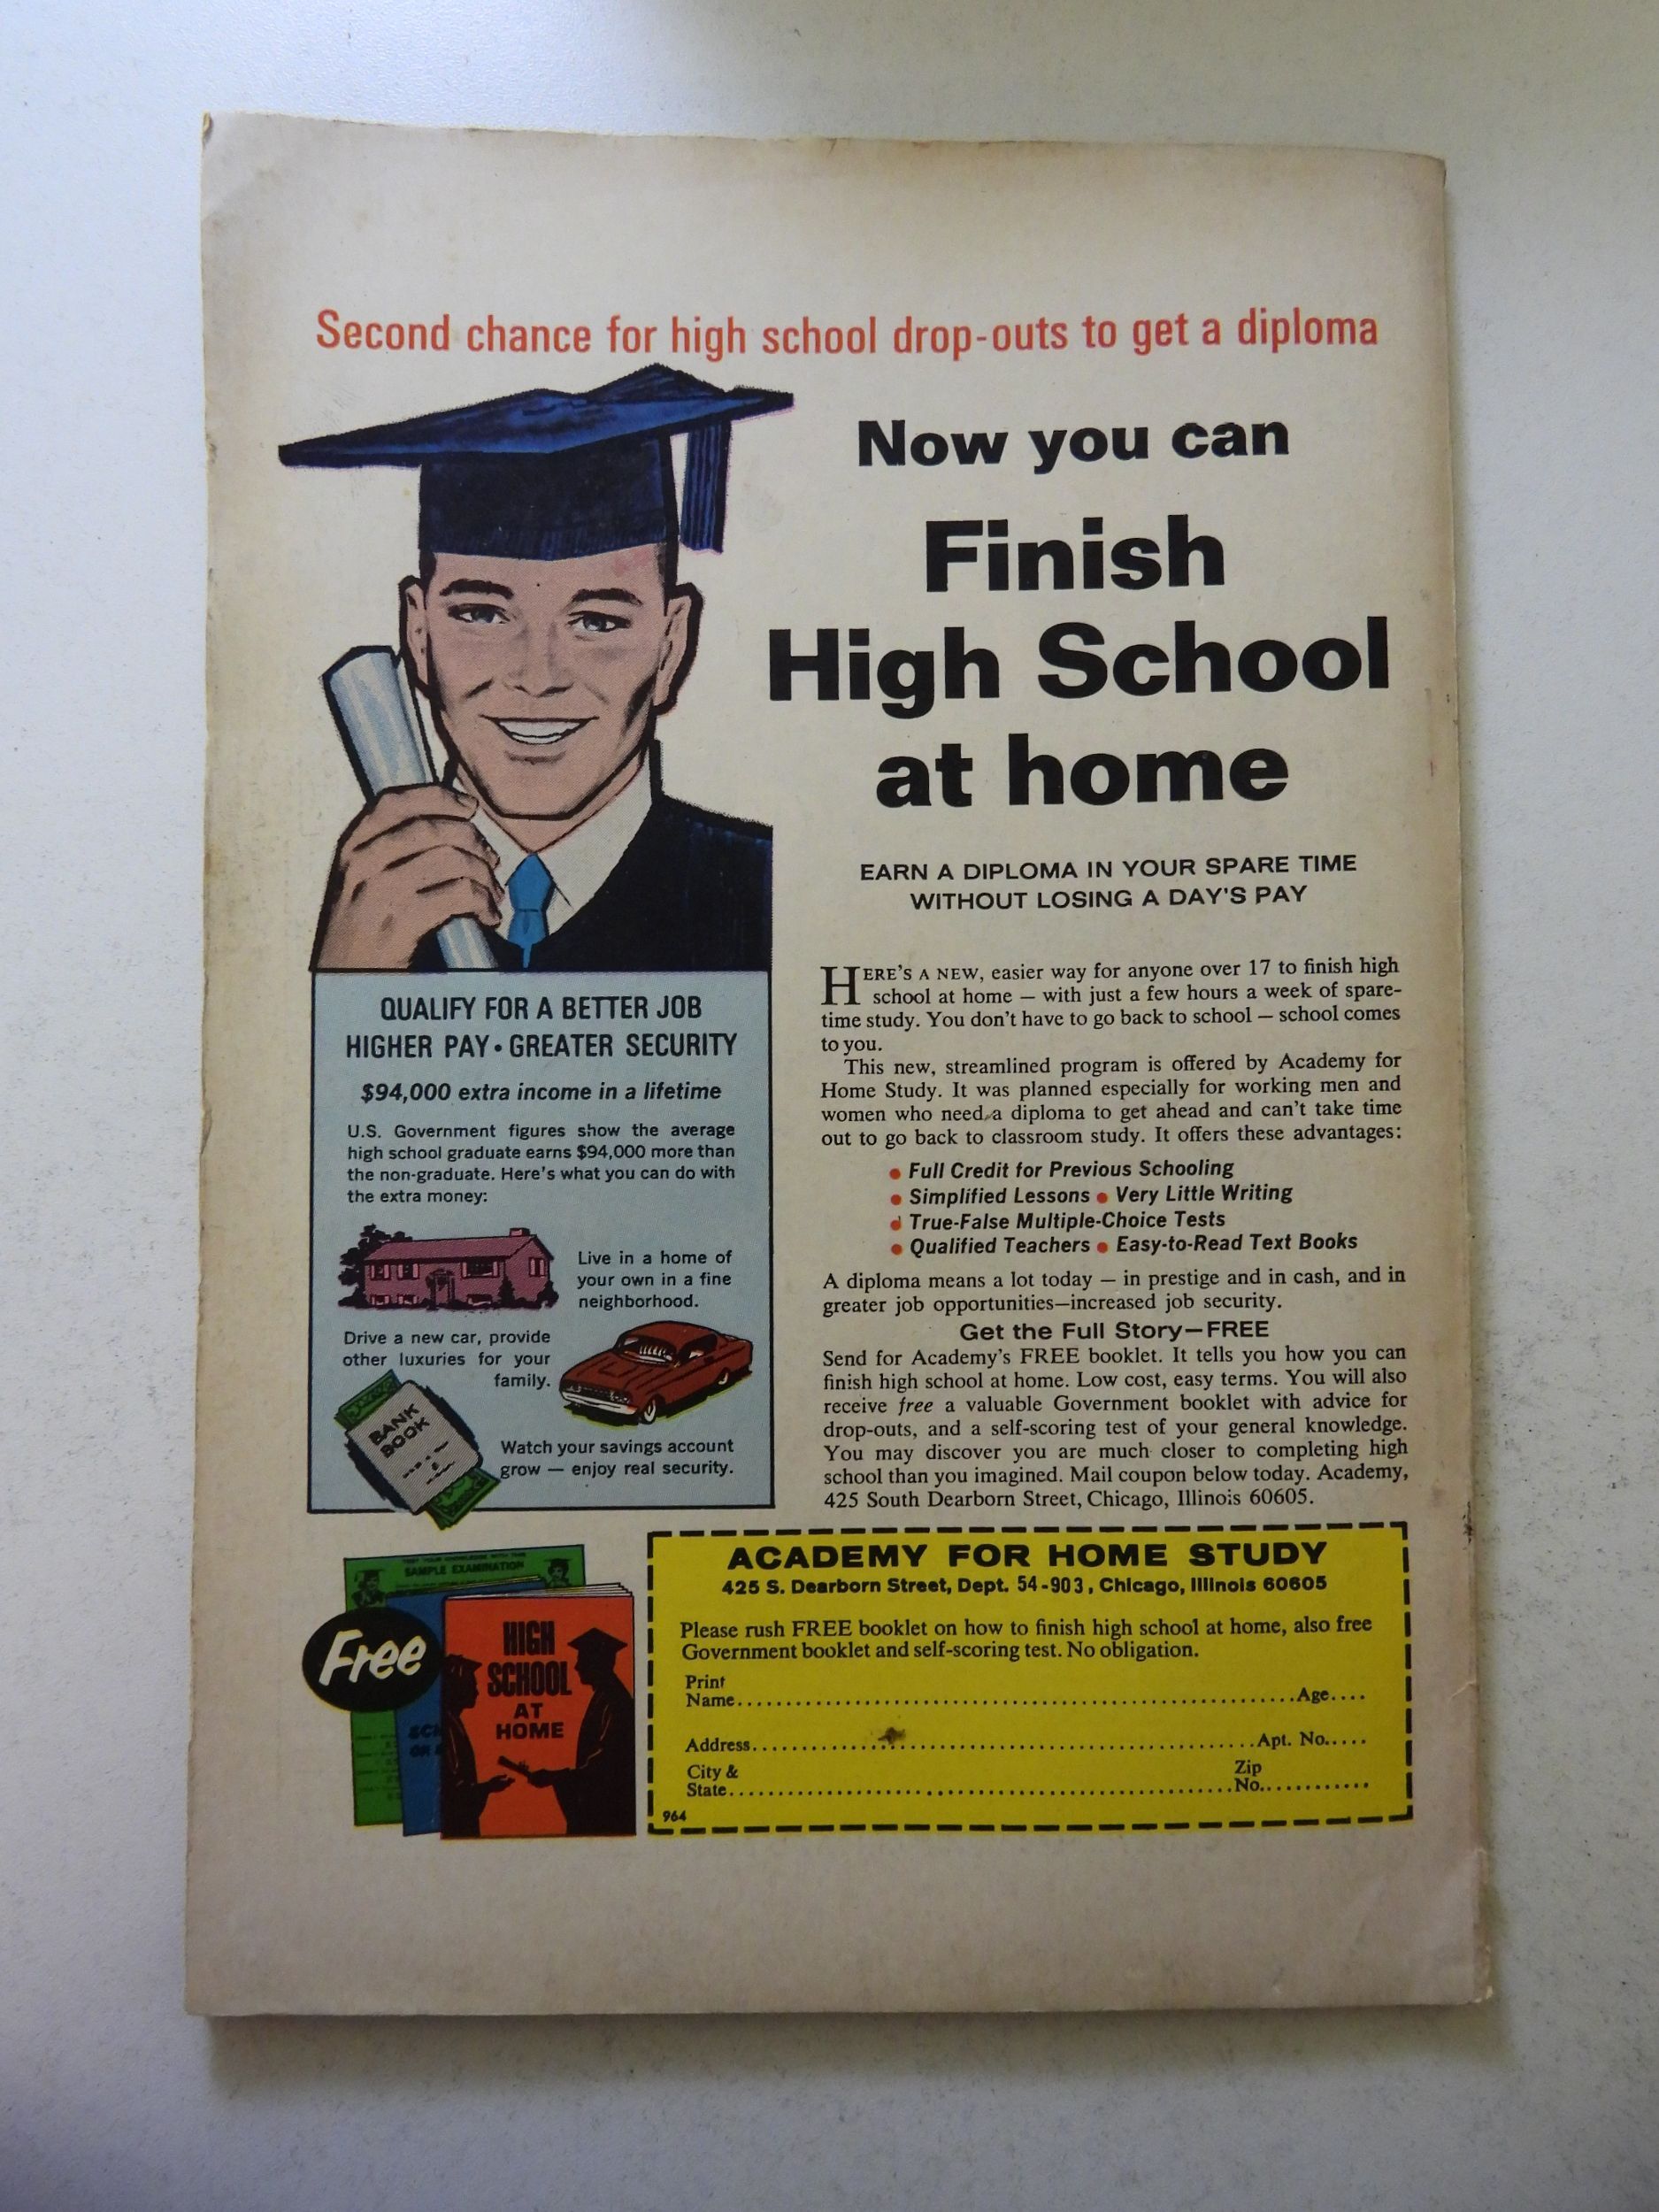 Second chance for high school drop-outs to get a diploma
Now you can
Finish
High School
at home
EARN A DIPLOMA IN YOUR SPARE TIME
WITHOUT LOSING A DAY'S PAY
HERE'S A NEW, easier way for anyone over 17 to finish high
school at home — with just a few hours a week of spare-
time study. You don't have to go back to school — school comes
to you.
This new, streamlined program is offered by Academy for
Home Study. It was planned especially for working men and
women who need a diploma to get ahead and can't take time
out to go back to classroom study. It offers these advantages:
• Full Credit for Previous Schooling
• Simplified Lessons • Very Little Writing
• True-False Multiple-Choice Tests
• Qualified Teachers • Easy-to-Read Text Books
A diploma means a lot today — in prestige and in cash, and in
greater job opportunities—increased job security.
Get the Full Story—FREE
Send for Academy's FREE booklet. It tells you how you can
finish high school at home. Low cost, easy terms. You will also
receive free a valuable Government booklet with advice for
drop-outs, and a self-scoring test of your general knowledge.
You may discover you are much closer to completing high
school than you imagined. Mail coupon below today. Academy,
425 South Dearborn Street, Chicago, Illinois 60605.
QUALIFY FOR A BETTER JOB
HIGHER PAY • GREATER SECURITY
$94,000 extra income in a lifetime
U.S. Government figures show the average
high school graduate earns $94,000 more than
the non-graduate. Here's what you can do with
the extra money:
Live in a home of
your own in a fine
neighborhood.
Drive a new car, provide
other luxuries for your
family.
BANK
BOOK
Watch your savings account
grow — enjoy real security.
SAMPLE EXAMINATION
Free
HIGH
SCHOOL
AT
HOME
ACADEMY FOR HOME STUDY
425 S. Dearborn Street, Dept. 54-903, Chicago, Illinois 60605
Please rush FREE booklet on how to finish high school at home, also free
Government booklet and self-scoring test. No obligation.
Print
Name........................................Age....
Address........................................Apt. No.....
City & Zip
State........................................No............
964